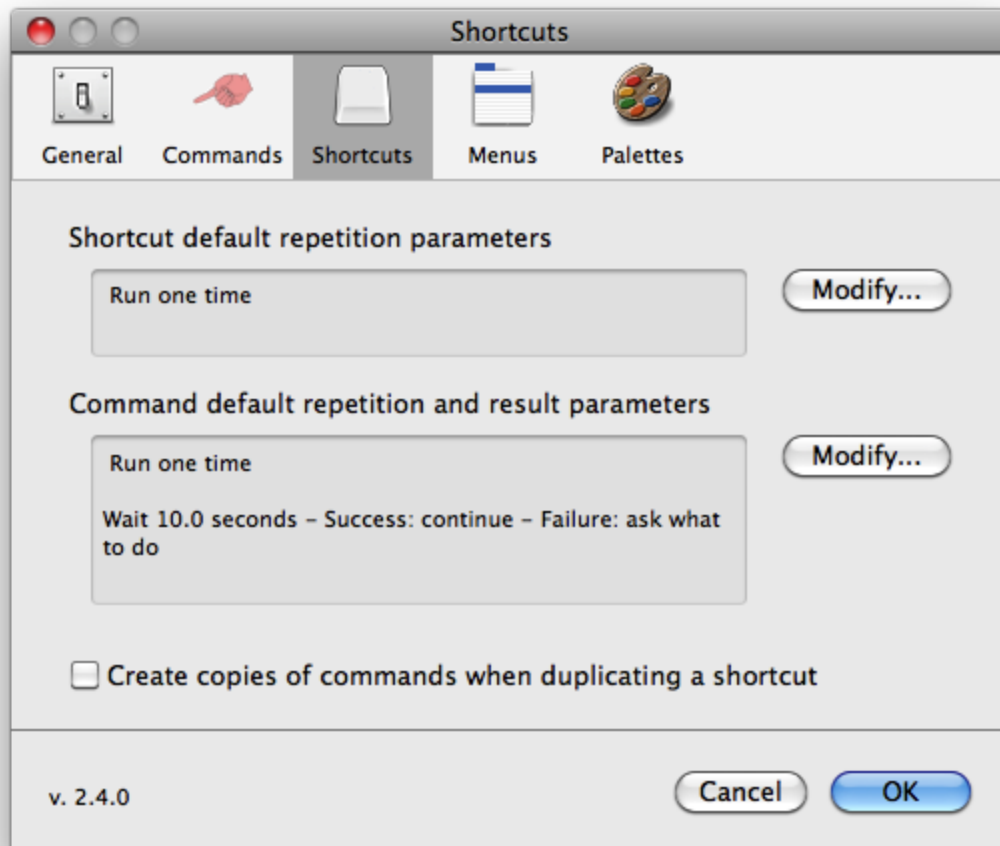 Shortcuts
General Commands Shortcuts Menus Palettes
Shortcut default repetition parameters
Run one time
Modify...
Command default repetition and result parameters
Run one time
Modify...
Wait 10.0 seconds – Success: continue – Failure: ask what
to do
Create copies of commands when duplicating a shortcut
v. 2.4.0
Cancel
OK